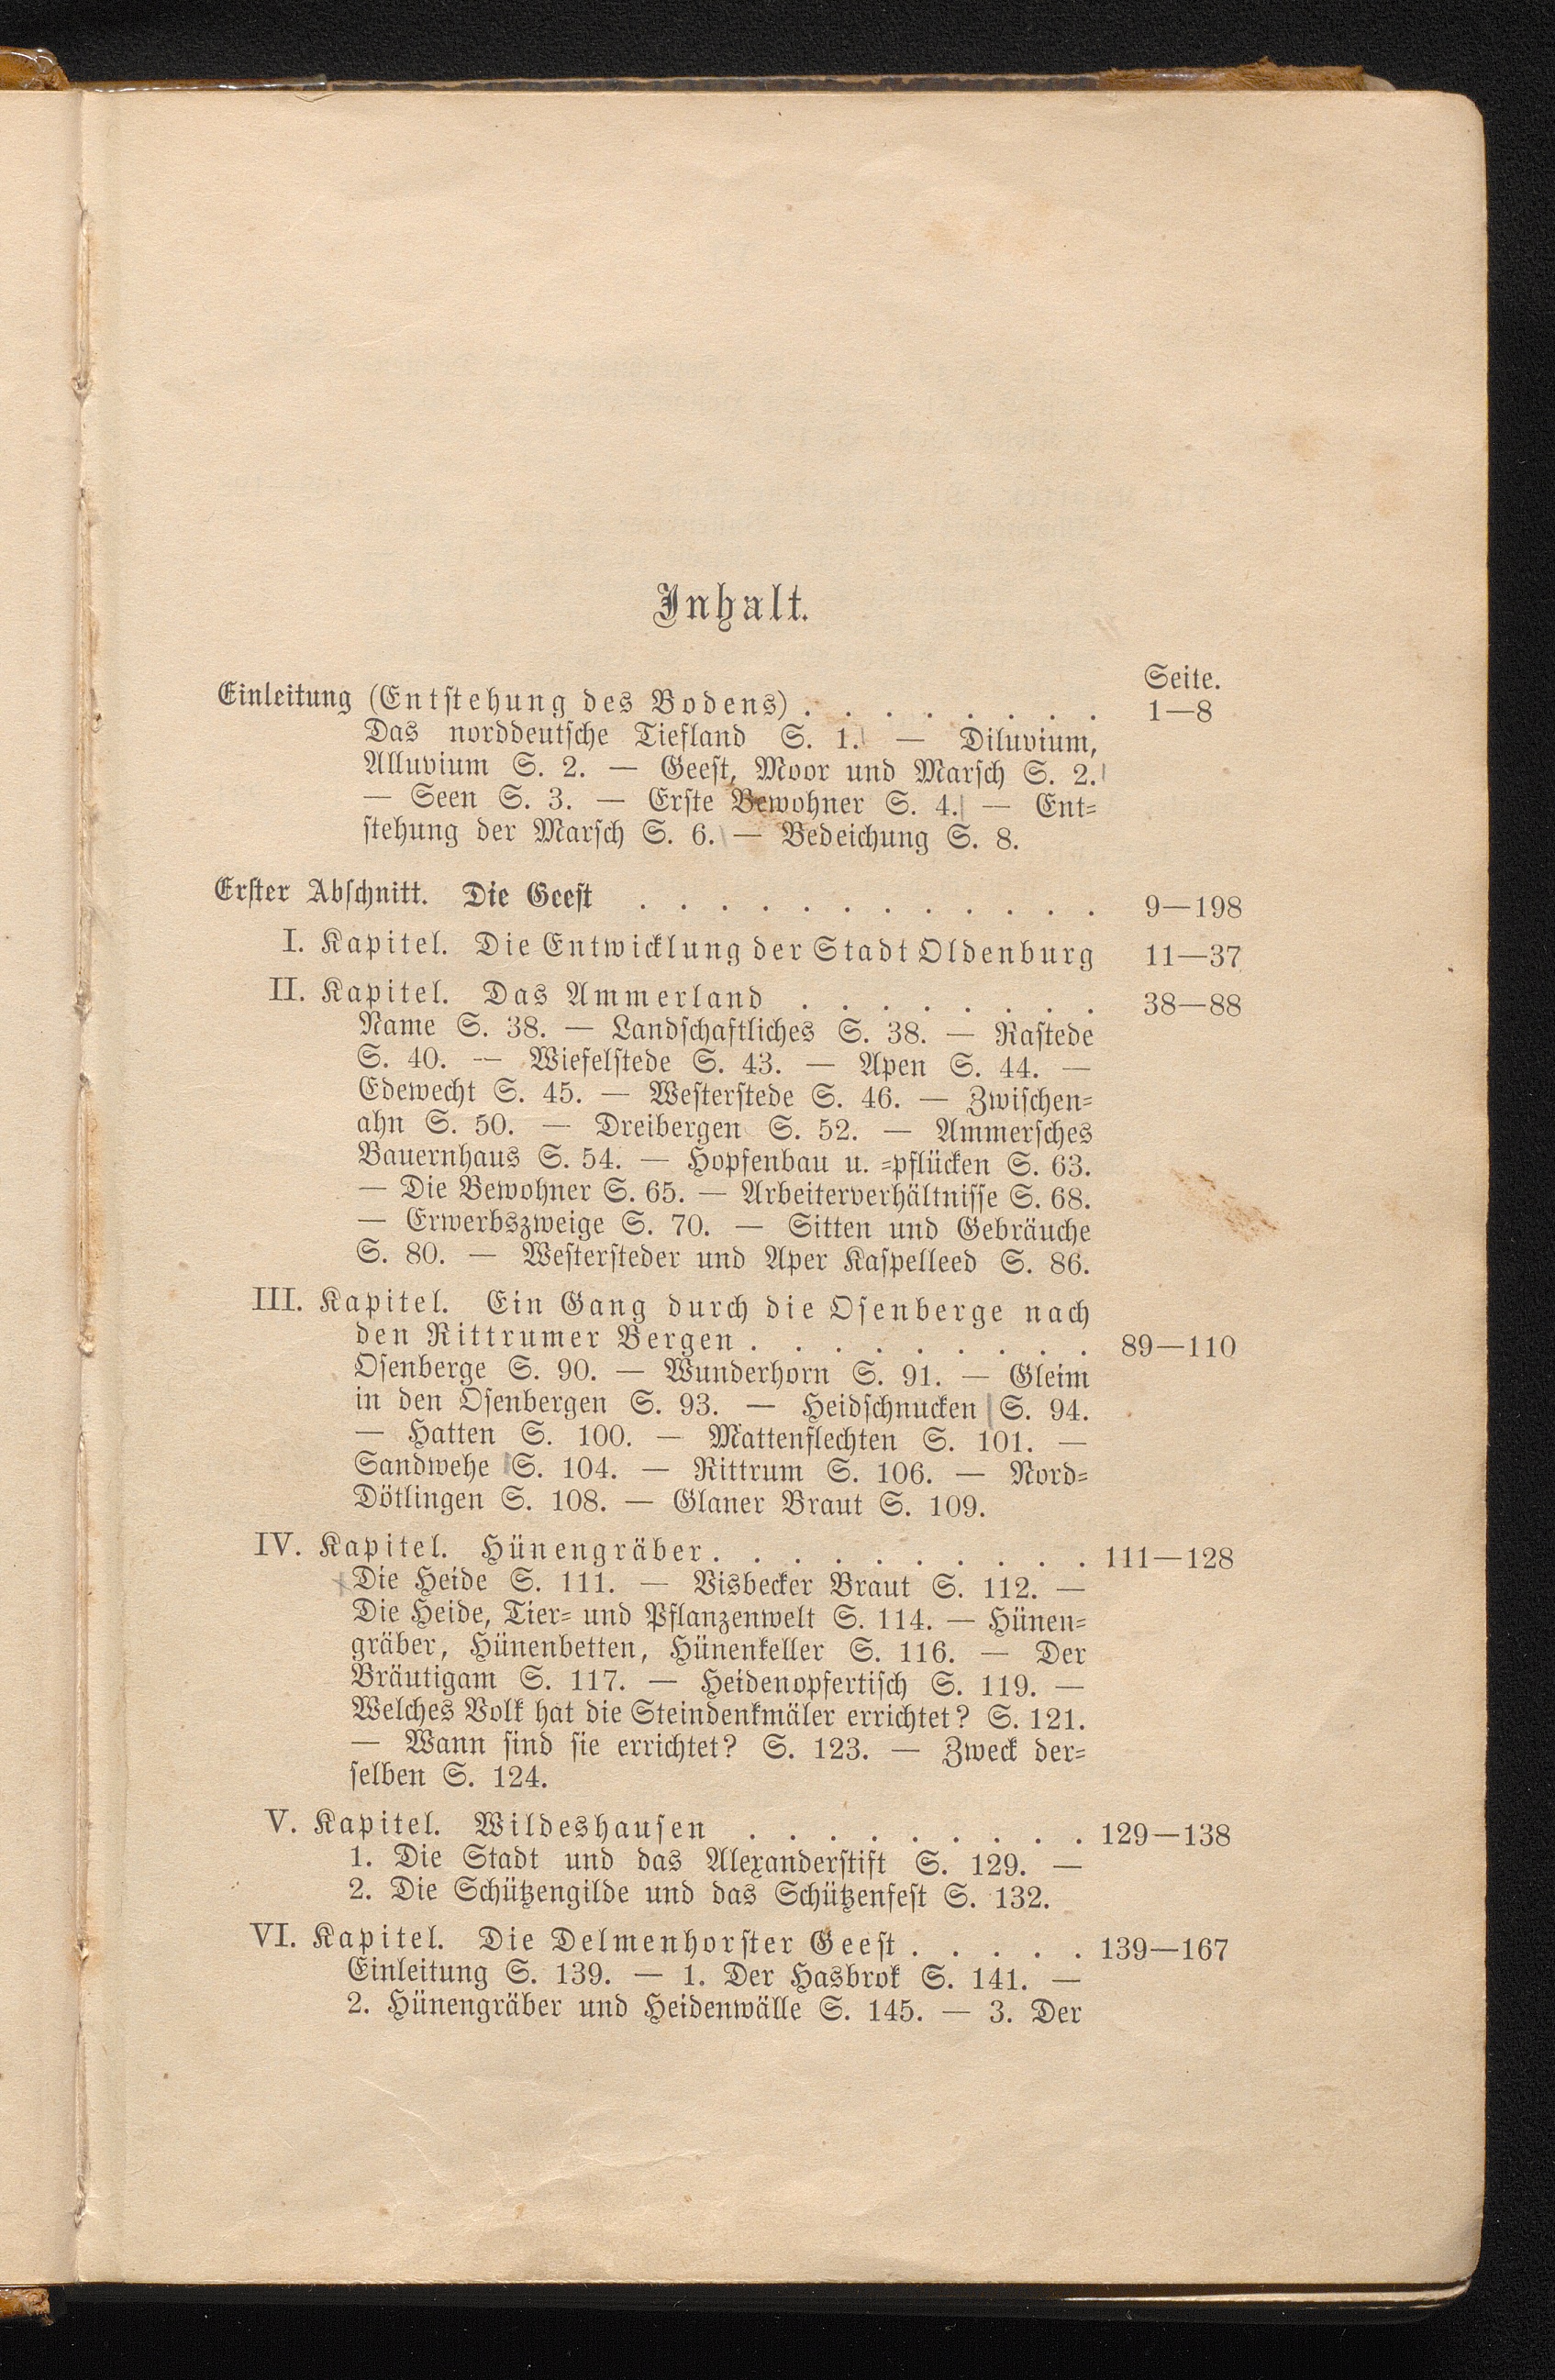 Inhalt.
Seite.
Einleitung (Entstehung des Bodens) . . . . . . . . 1—8
Das norddeutsche Tiefland S. 1. — Diluvium,
Alluvium S. 2. — Geest, Moor und Marsch S. 2.
— Seen S. 3. — Erste Bewohner S. 4. — Ent-
stehung der Marsch S. 6. — Bedeichung S. 8.
Erster Abschnitt. Die Geest . . . . . . . . . . . . 9—198
I. Kapitel. Die Entwicklung der Stadt Oldenburg 11—37
II. Kapitel. Das Ammerland . . . . . . . . 38—88
Name S. 38. — Landschaftliches S. 38. — Rastede
S. 40. — Wiefelstede S. 43. — Apen S. 44. —
Edewecht S. 45. — Westerstede S. 46. — Zwischen-
ahn S. 50. — Dreibergen S. 52. — Ammersches
Bauernhaus S. 54. — Hopfenbau u. -pflücken S. 63.
— Die Bewohner S. 65. — Arbeiterverhältnisse S. 68.
— Erwerbszweige S. 70. — Sitten und Gebräuche
S. 80. — Westersteder und Aper Kaspelleed S. 86.
III. Kapitel. Ein Gang durch die Osenberge nach
den Rittrumer Bergen . . . . . . . . . 89—110
Osenberge S. 90. — Wunderhorn S. 91. — Gleim
in den Osenbergen S. 93. — Heidschnucken S. 94.
— Hatten S. 100. — Mattenflechten S. 101. —
Sandwehe S. 104. — Rittrum S. 106. — Nord-
Dötlingen S. 108. — Glaner Braut S. 109.
IV. Kapitel. Hünengräber . . . . . . . . . . 111—128
Die Heide S. 111. — Visbecker Braut S. 112. —
Die Heide, Tier- und Pflanzenwelt S. 114. — Hünen-
gräber, Hünenbetten, Hünenkeller S. 116. — Der
Bräutigam S. 117. — Heidenopfertisch S. 119. —
Welches Volk hat die Steindenkmäler errichtet? S. 121.
— Wann sind sie errichtet? S. 123. — Zweck der-
selben S. 124.
V. Kapitel. Wildeshausen . . . . . . . . . 129—138
1. Die Stadt und das Alexanderstift S. 129. —
2. Die Schützengilde und das Schützenfest S. 132.
VI. Kapitel. Die Delmenhorster Geest . . . . . 139—167
Einleitung S. 139. — 1. Der Hasbrok S. 141. —
2. Hünengräber und Heidenwälle S. 145. — 3. Der